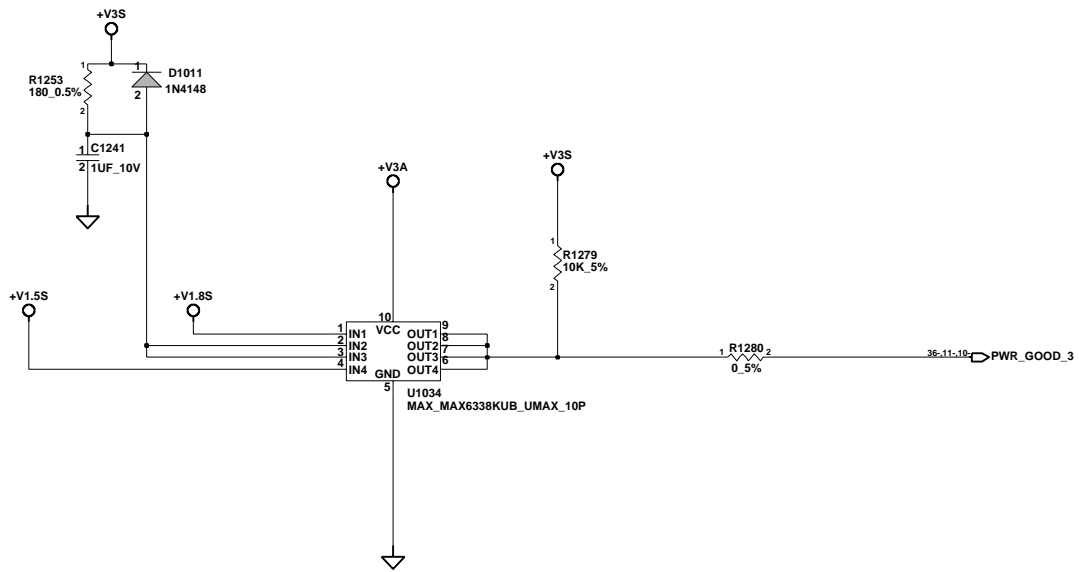 +V3S
1
R1253
180_0.5%
2
1
D1011
1N4148
2
1
C1241
2
1UF_10V
+V3A
+V3S
1
R1279
10K_5%
2
+V1.5S
+V1.8S
10
VCC
1
IN1
OUT1
9
2
IN2
OUT2
8
3
IN3
OUT3
7
4
IN4
OUT4
6
GND
5
U1034
MAX_MAX6338KUB_UMAX_10P
1
R1280
2
0_5%
36-,11-,10-
PWR_GOOD_3